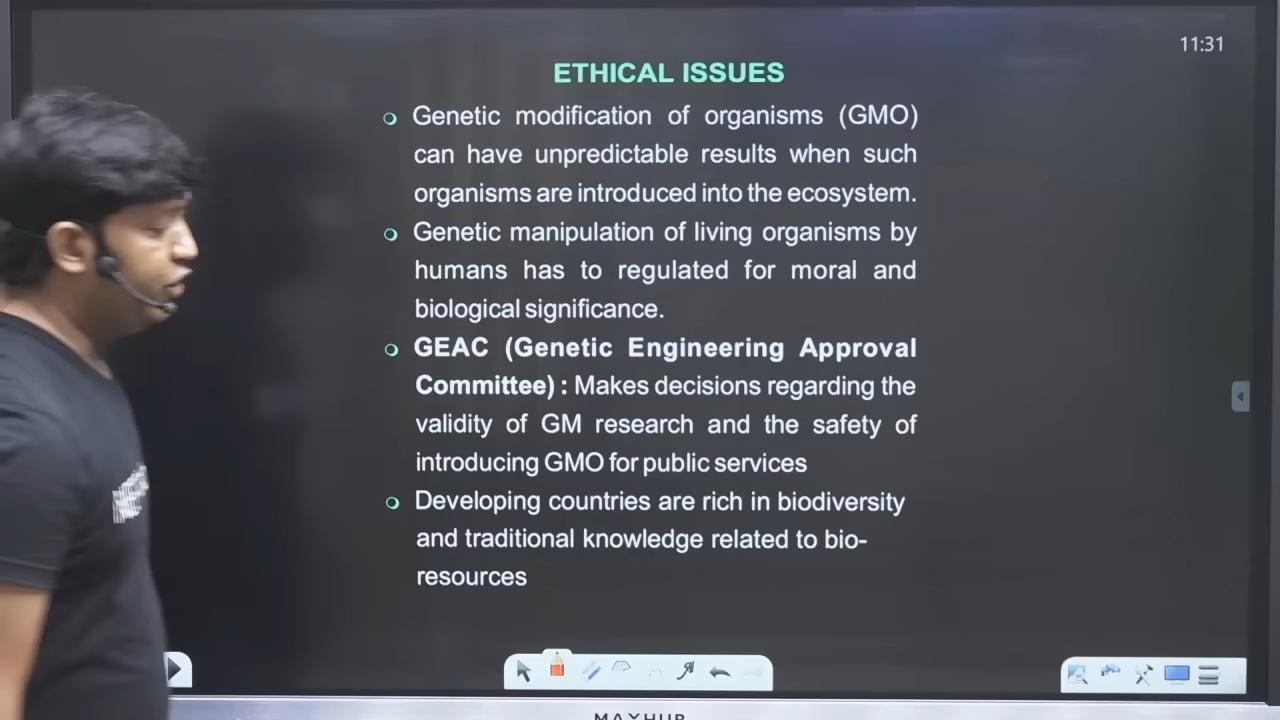 11:31
ETHICAL ISSUES
Genetic modification of organisms (GMO)
can have unpredictable results when such
organisms are introduced into the ecosystem.
Genetic manipulation of living organisms by
humans has to regulated for moral and
biological significance.
GEAC (Genetic Engineering Approval
Committee) : Makes decisions regarding the
validity of GM research and the safety of
introducing GMO for public services
Developing countries are rich in biodiversity
and traditional knowledge related to bio-
resources
MAXHUB